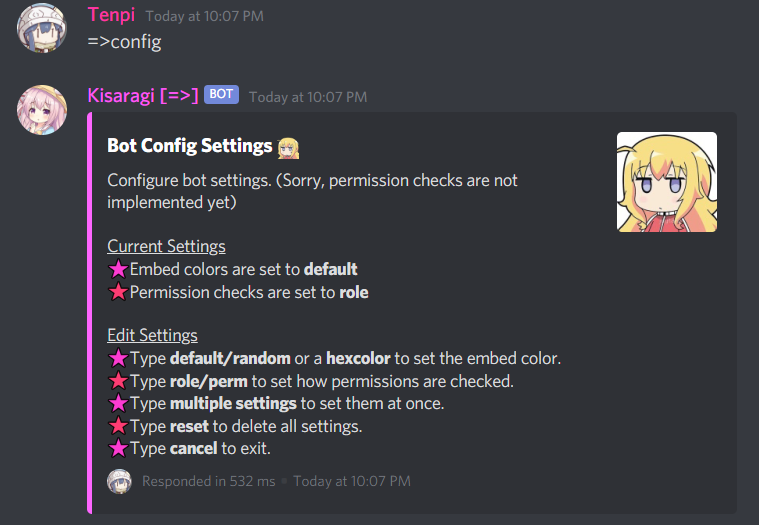 Tenpi Today at 10:07 PM
=>config
Kisaragi [=>] BOT Today at 10:07 PM
Bot Config Settings
Configure bot settings. (Sorry, permission checks are not
implemented yet)
Current Settings
Embed colors are set to default
Permission checks are set to role
Edit Settings
Type default/random or a hexcolor to set the embed color.
Type role/perm to set how permissions are checked.
Type multiple settings to set them at once.
Type reset to delete all settings.
Type cancel to exit.
Responded in 532 ms • Today at 10:07 PM